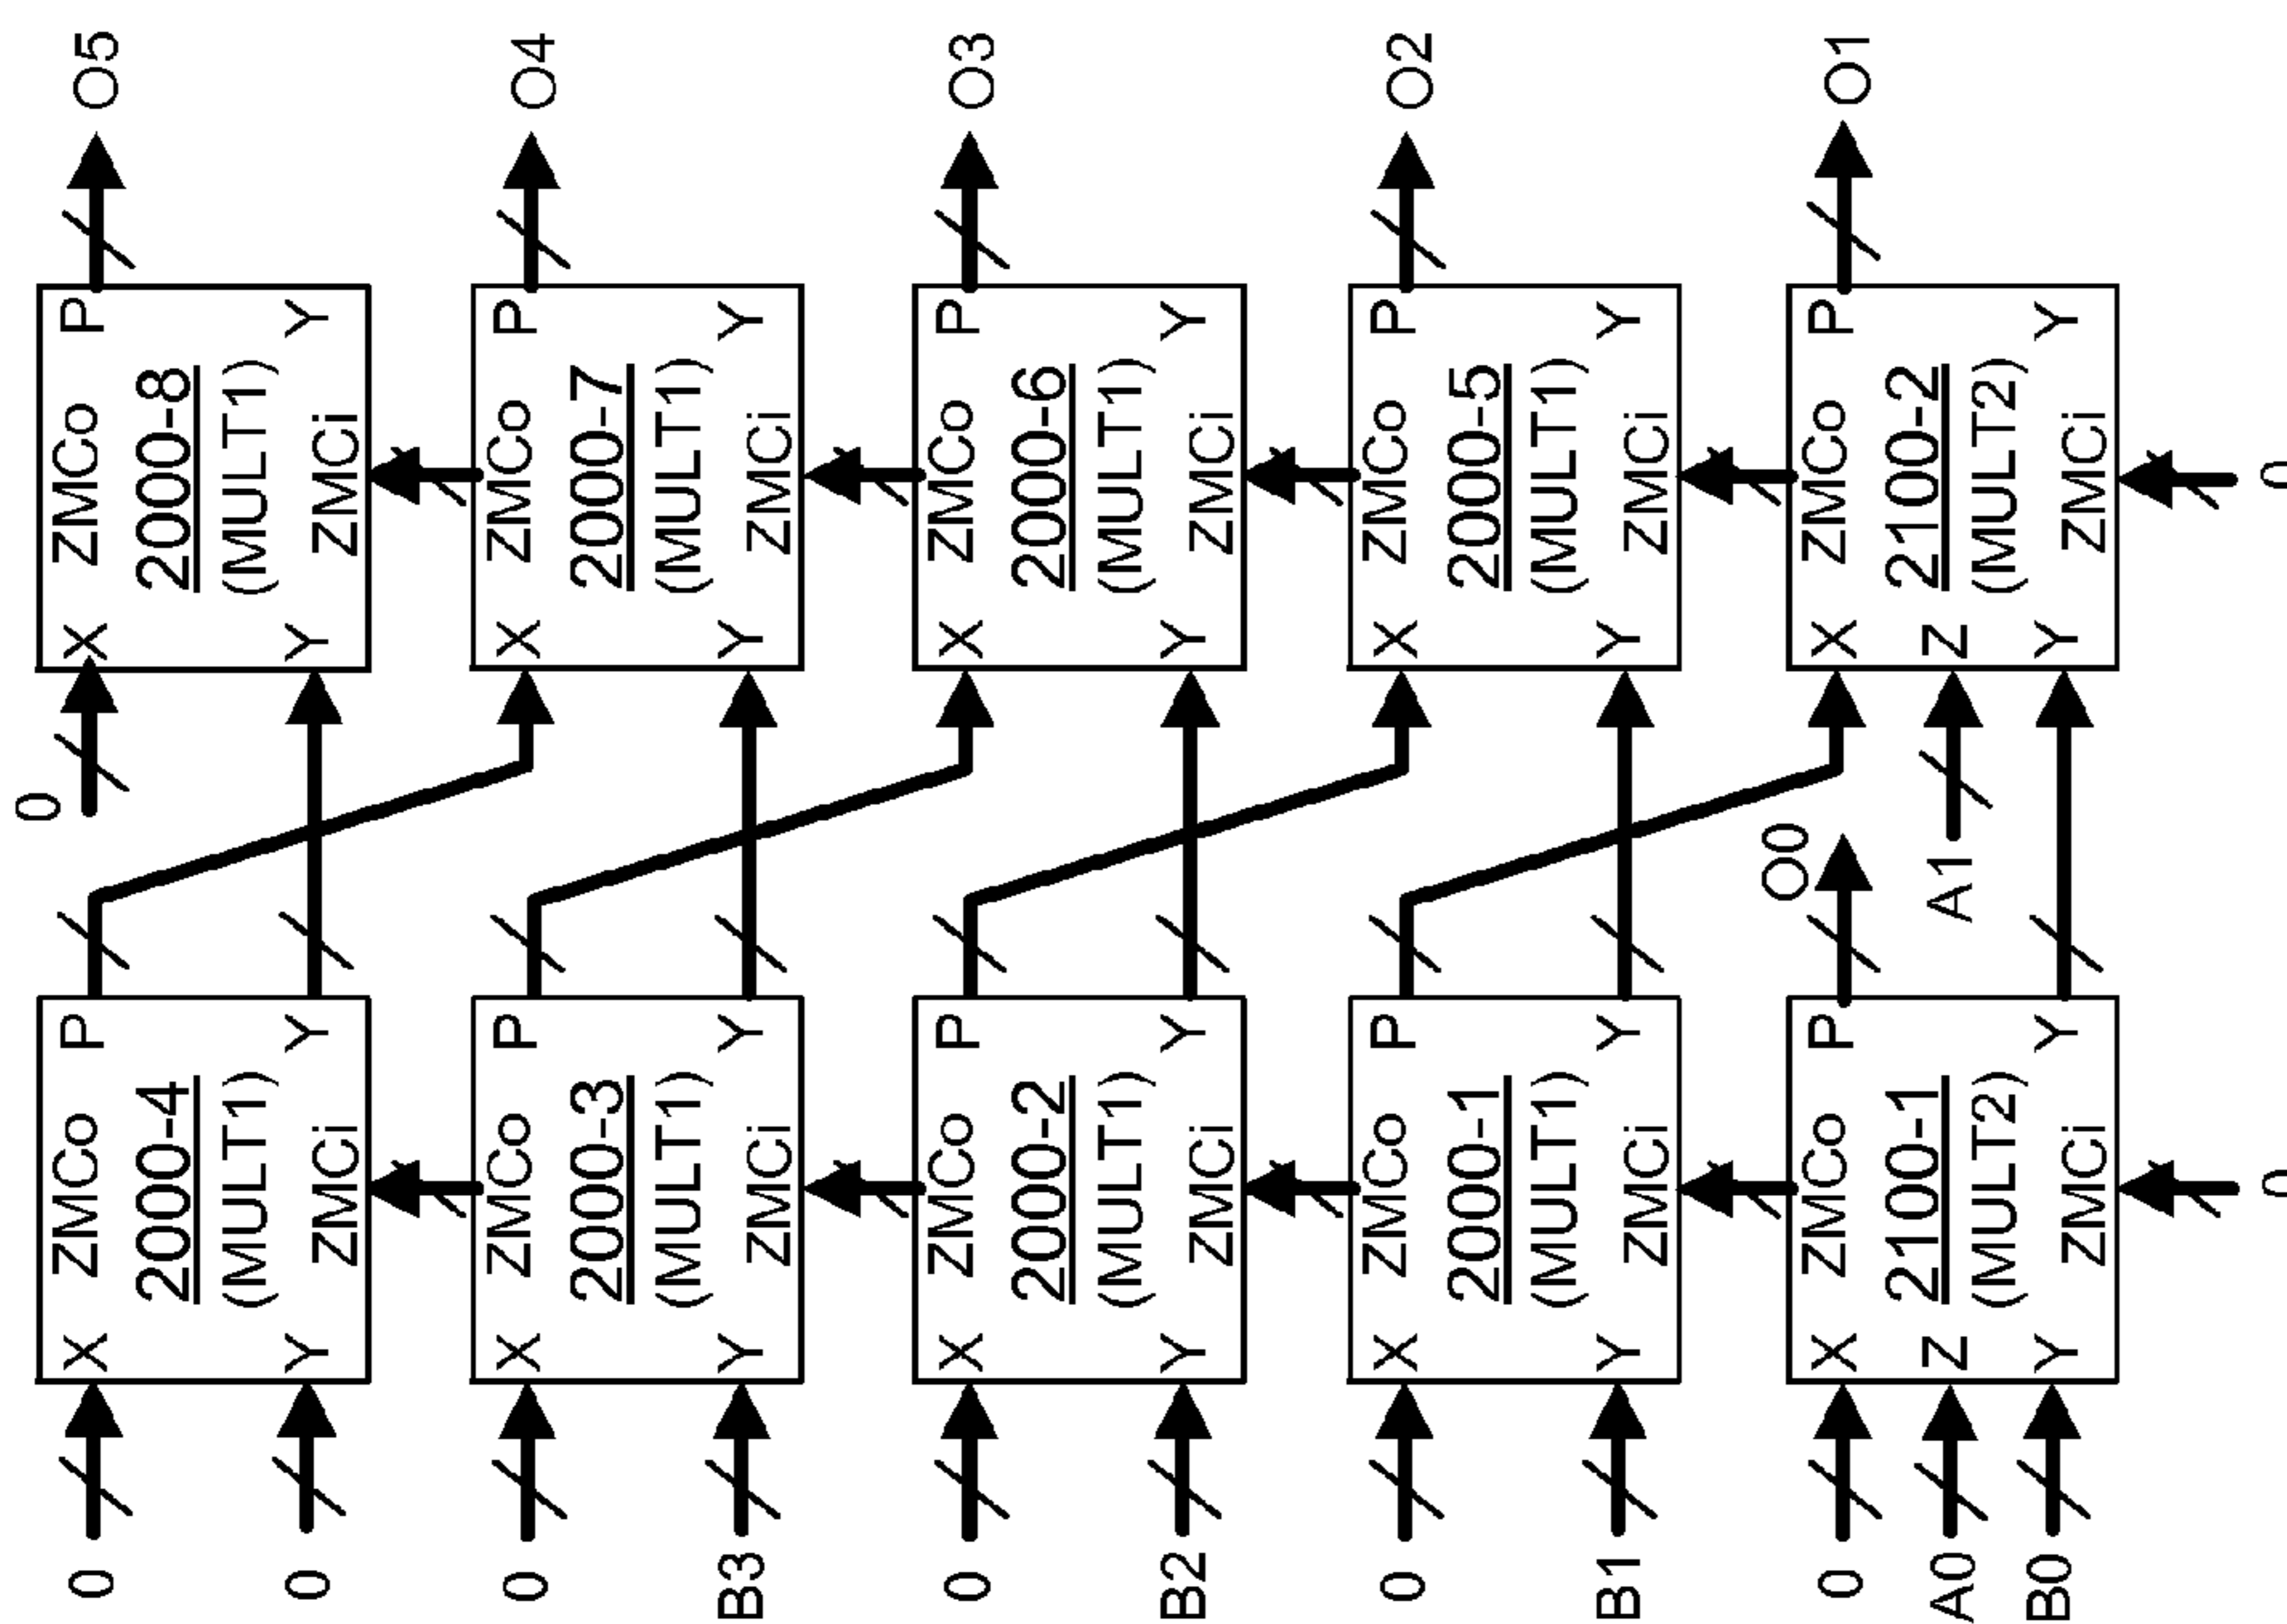 0
0 X ZMCo P X ZMCo P O5
2000-4 2000-8
(MULT1) (MULT1)
0 Y ZMCi Y Y ZMCi Y
0 X ZMCo P X ZMCo P O4
2000-3 2000-7
(MULT1) (MULT1)
B3 Y ZMCi Y Y ZMCi Y
0 X ZMCo P X ZMCo P O3
2000-2 2000-6
(MULT1) (MULT1)
B2 Y ZMCi Y Y ZMCi Y
0 X ZMCo P X ZMCo P O2
2000-1 2000-5
(MULT1) (MULT1)
B1 Y ZMCi Y Y ZMCi Y
0 X ZMCo P O0 X ZMCo P O1
A0 Z 2100-1 A1 Z 2100-2
(MULT2) (MULT2)
B0 Y ZMCi Y Y ZMCi Y
0 0